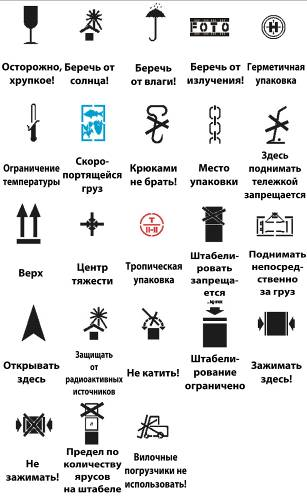 FOTO
Осторожно, хрупкое!
Беречь от солнца!
Беречь от влаги!
Беречь от излучения!
Герметичная упаковка
Ограничение температуры
Скоро-
портящейся
груз
Крюками
не брать!
Место
упаковки
Здесь
поднимать
тележкой
запрещается
Верх
Центр
тяжести
Т
Тропическая
упаковка
Штабели-
ровать
запреща-
ется
Поднимать
непосред-
ственно
за груз
Открывать
здесь
Защищать
от
радиоактивных
источников
Не катить!
Штабели-
рование
ограничено
Зажимать
здесь!
Не
зажимать!
Предел по
количеству
ярусов
на штабеле
Вилочные
погрузчики не
использовать!